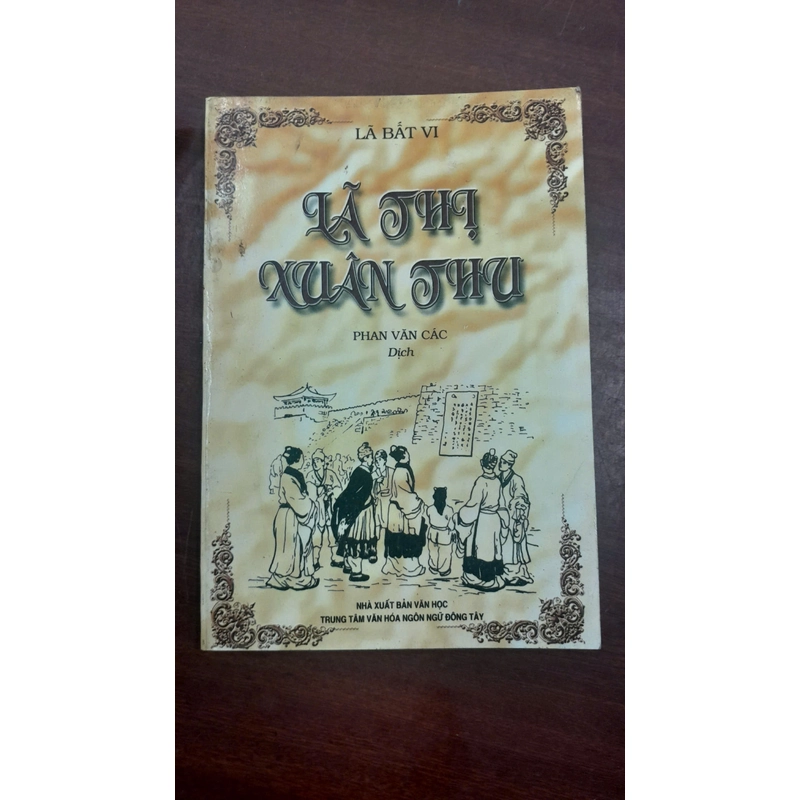 LÃ BẤT VI
LÃ THỊ
XUÂN THU
PHAN VĂN CÁC
Dịch
NHÀ XUẤT BẢN VĂN HỌC
TRUNG TÂM VĂN HÓA NGÔN NGỮ ĐÔNG TÂY